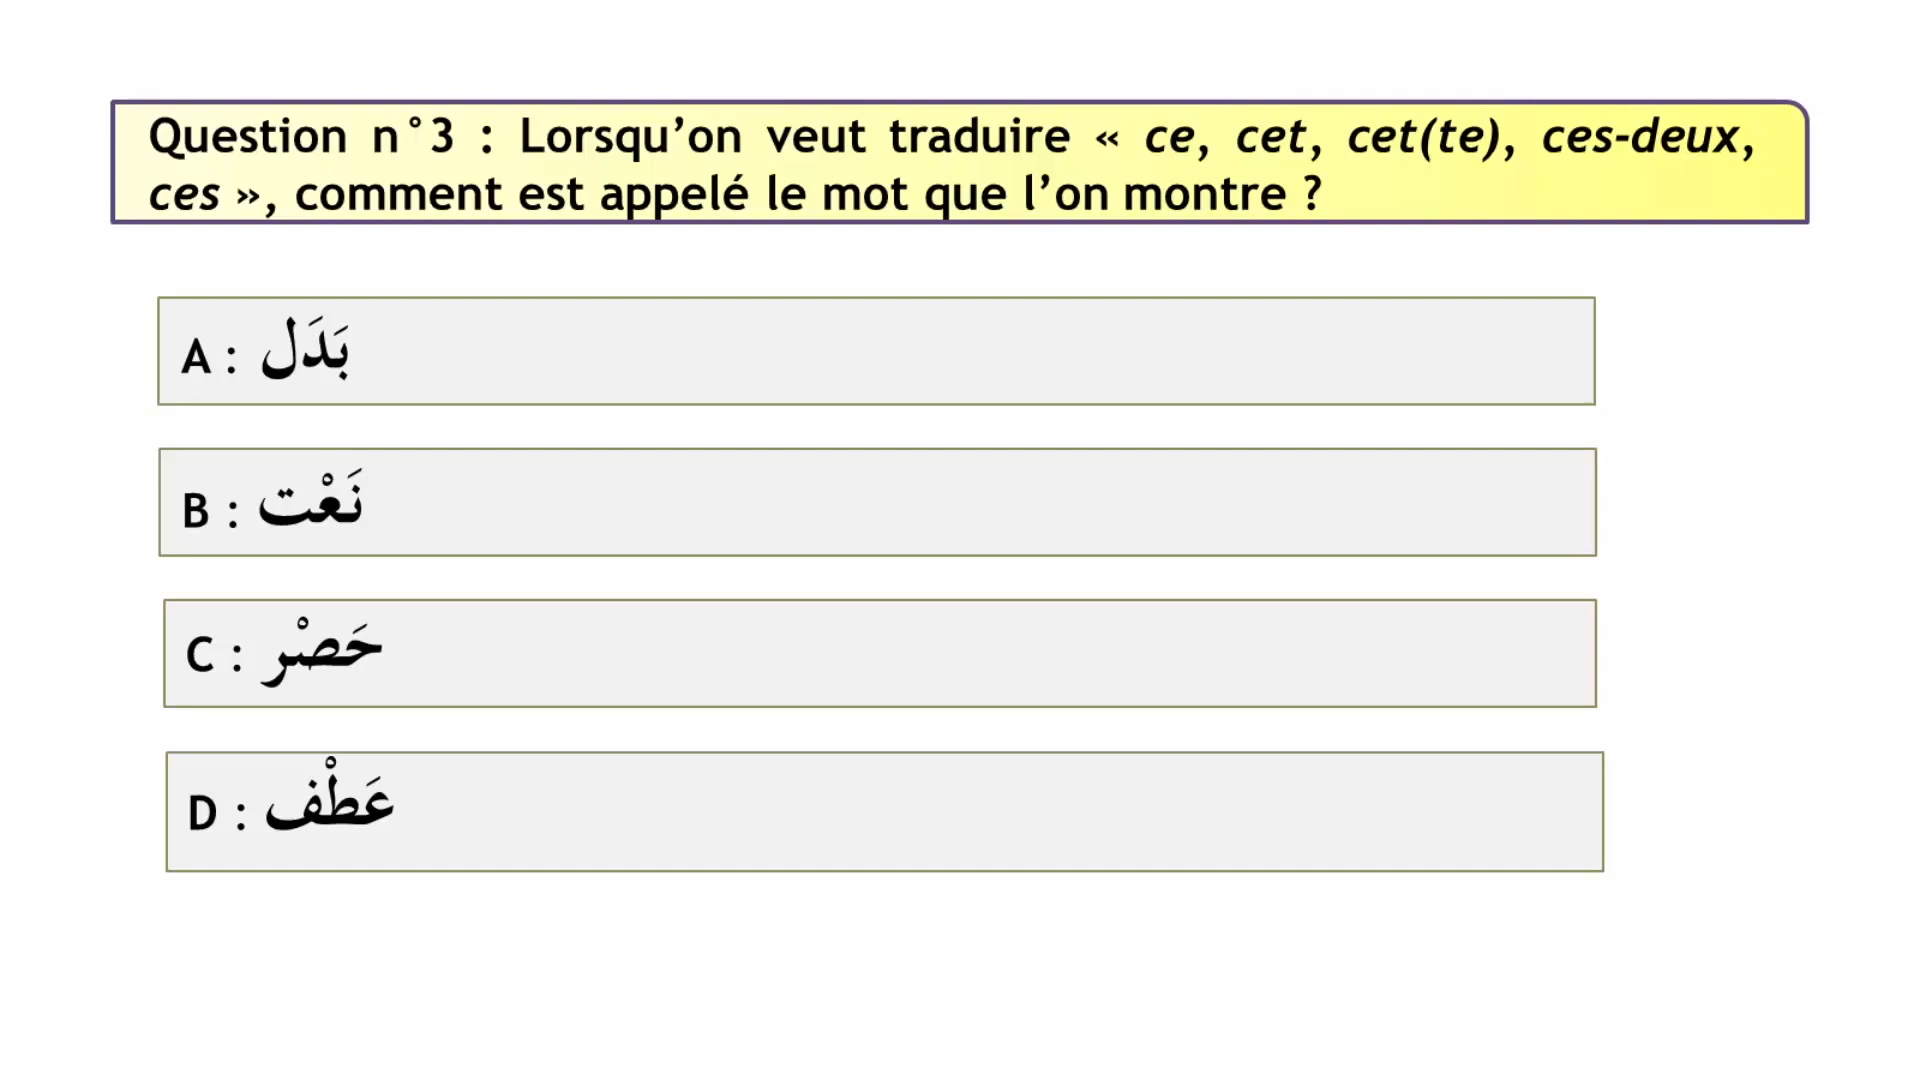 Question n°3 : Lorsqu’on veut traduire « ce, cet, cet(te), ces-deux,
ces », comment est appelé le mot que l’on montre ?
A : بَدَل
B : نَعْت
C : حَصْر
D : عَطْف